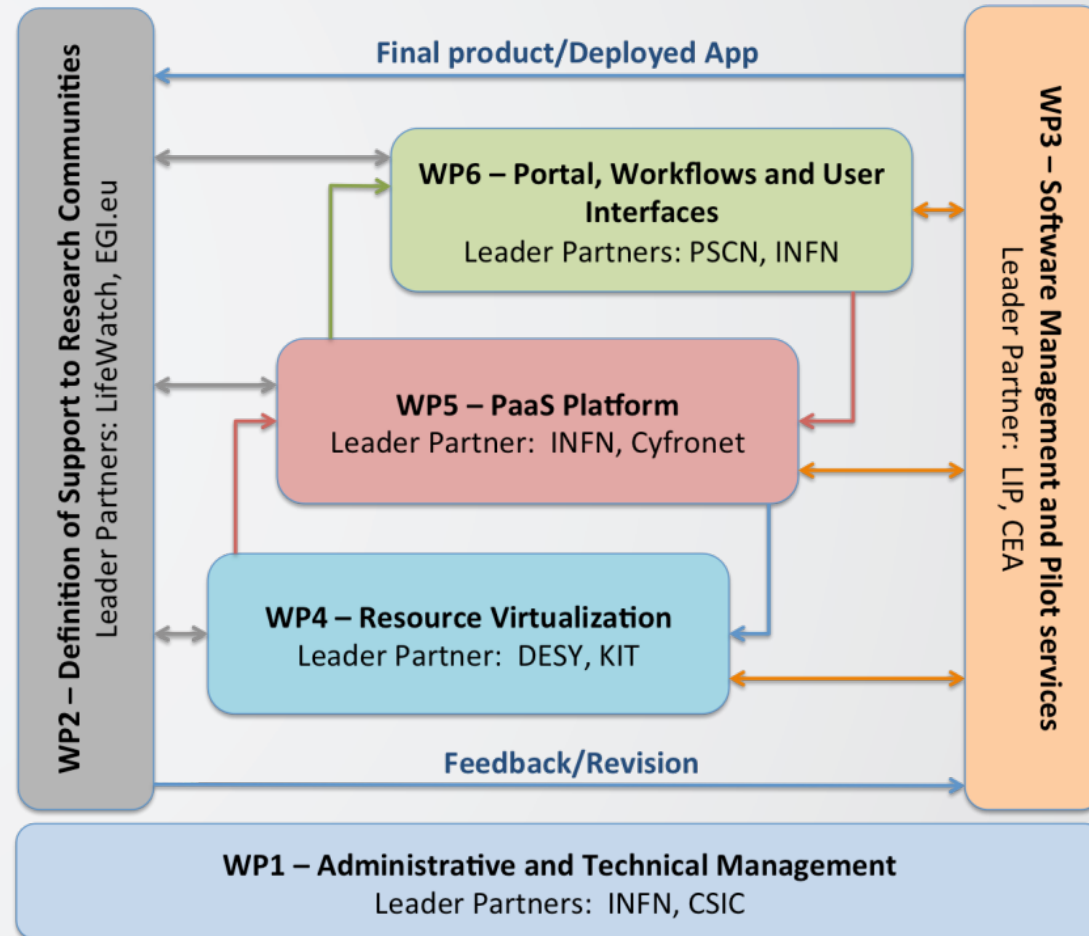 Final product/Deployed App
WP2 – Definition of Support to Research Communities
Leader Partners: LifeWatch, EGI.eu
WP6 – Portal, Workflows and User
Interfaces
Leader Partners: PSCN, INFN
WP5 – PaaS Platform
Leader Partner: INFN, Cyfronet
WP4 – Resource Virtualization
Leader Partner: DESY, KIT
WP3 – Software Management and Pilot services
Leader Partner: LIP, CEA
Feedback/Revision
WP1 – Administrative and Technical Management
Leader Partners: INFN, CSIC